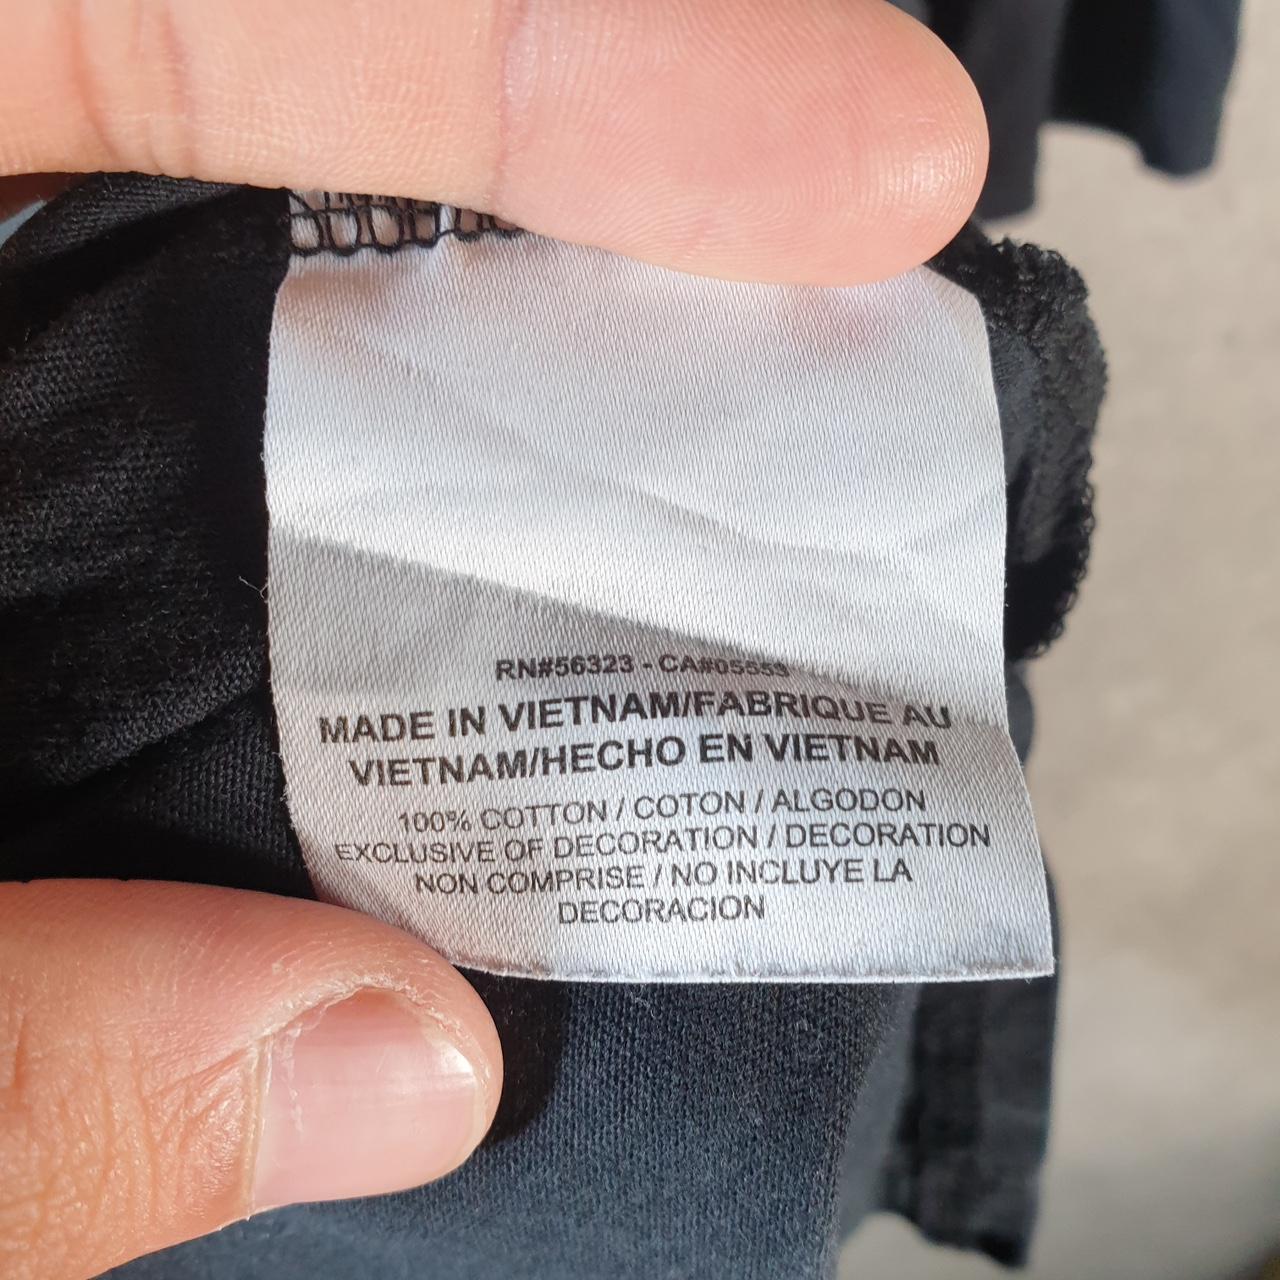 RN#56323 - CA#05553
MADE IN VIETNAM/FABRIQUE AU
VIETNAM/HECHO EN VIETNAM
100% COTTON / COTON / ALGODON
EXCLUSIVE OF DECORATION / DECORATION
NON COMPRISE / NO INCLUYE LA
DECORACION